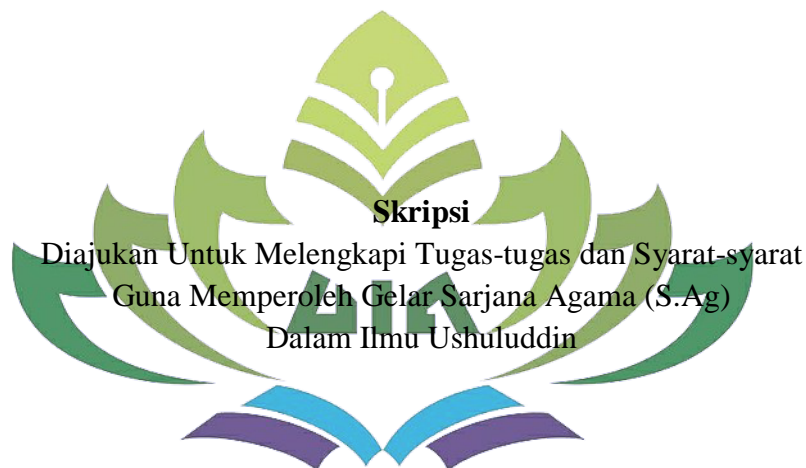 Skripsi
Diajukan Untuk Melengkapi Tugas-tugas dan Syarat-syarat
Guna Memperoleh Gelar Sarjana Agama (S.Ag)
Dalam Ilmu Ushuluddin